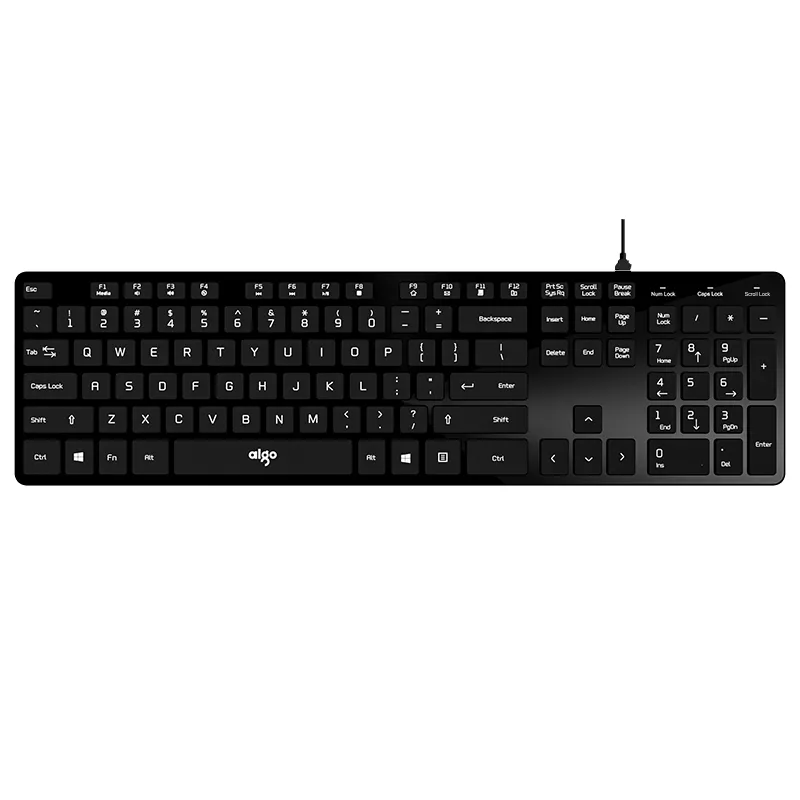 Esc F1 F2 F3 F4 F5 F6 F7 F8 F9 F10 F11 F12 Prt Sc Scroll Pause
Media Sys Rq Lock Break Num Lock Caps Lock Scroll Lock
~ ! @ # $ % ^ & * ( ) _ + Backspace Insert Home Page Num / * −
` 1 2 3 4 5 6 7 8 9 0 - = Up Lock
Tab Q W E R T Y U I O P { } | Delete End Page 7 8 9 +
[ ] \ Down Home ↑ PgUp
Caps Lock A S D F G H J K L : " Enter 4 5 6
; ' ← →
Shift ⇧ Z X C V B N M < > ? ⇧ Shift 1 2 3 Enter
, . / End ↓ PgDn
Ctrl Fn Alt aigo Alt Ctrl 0 .
Ins Del